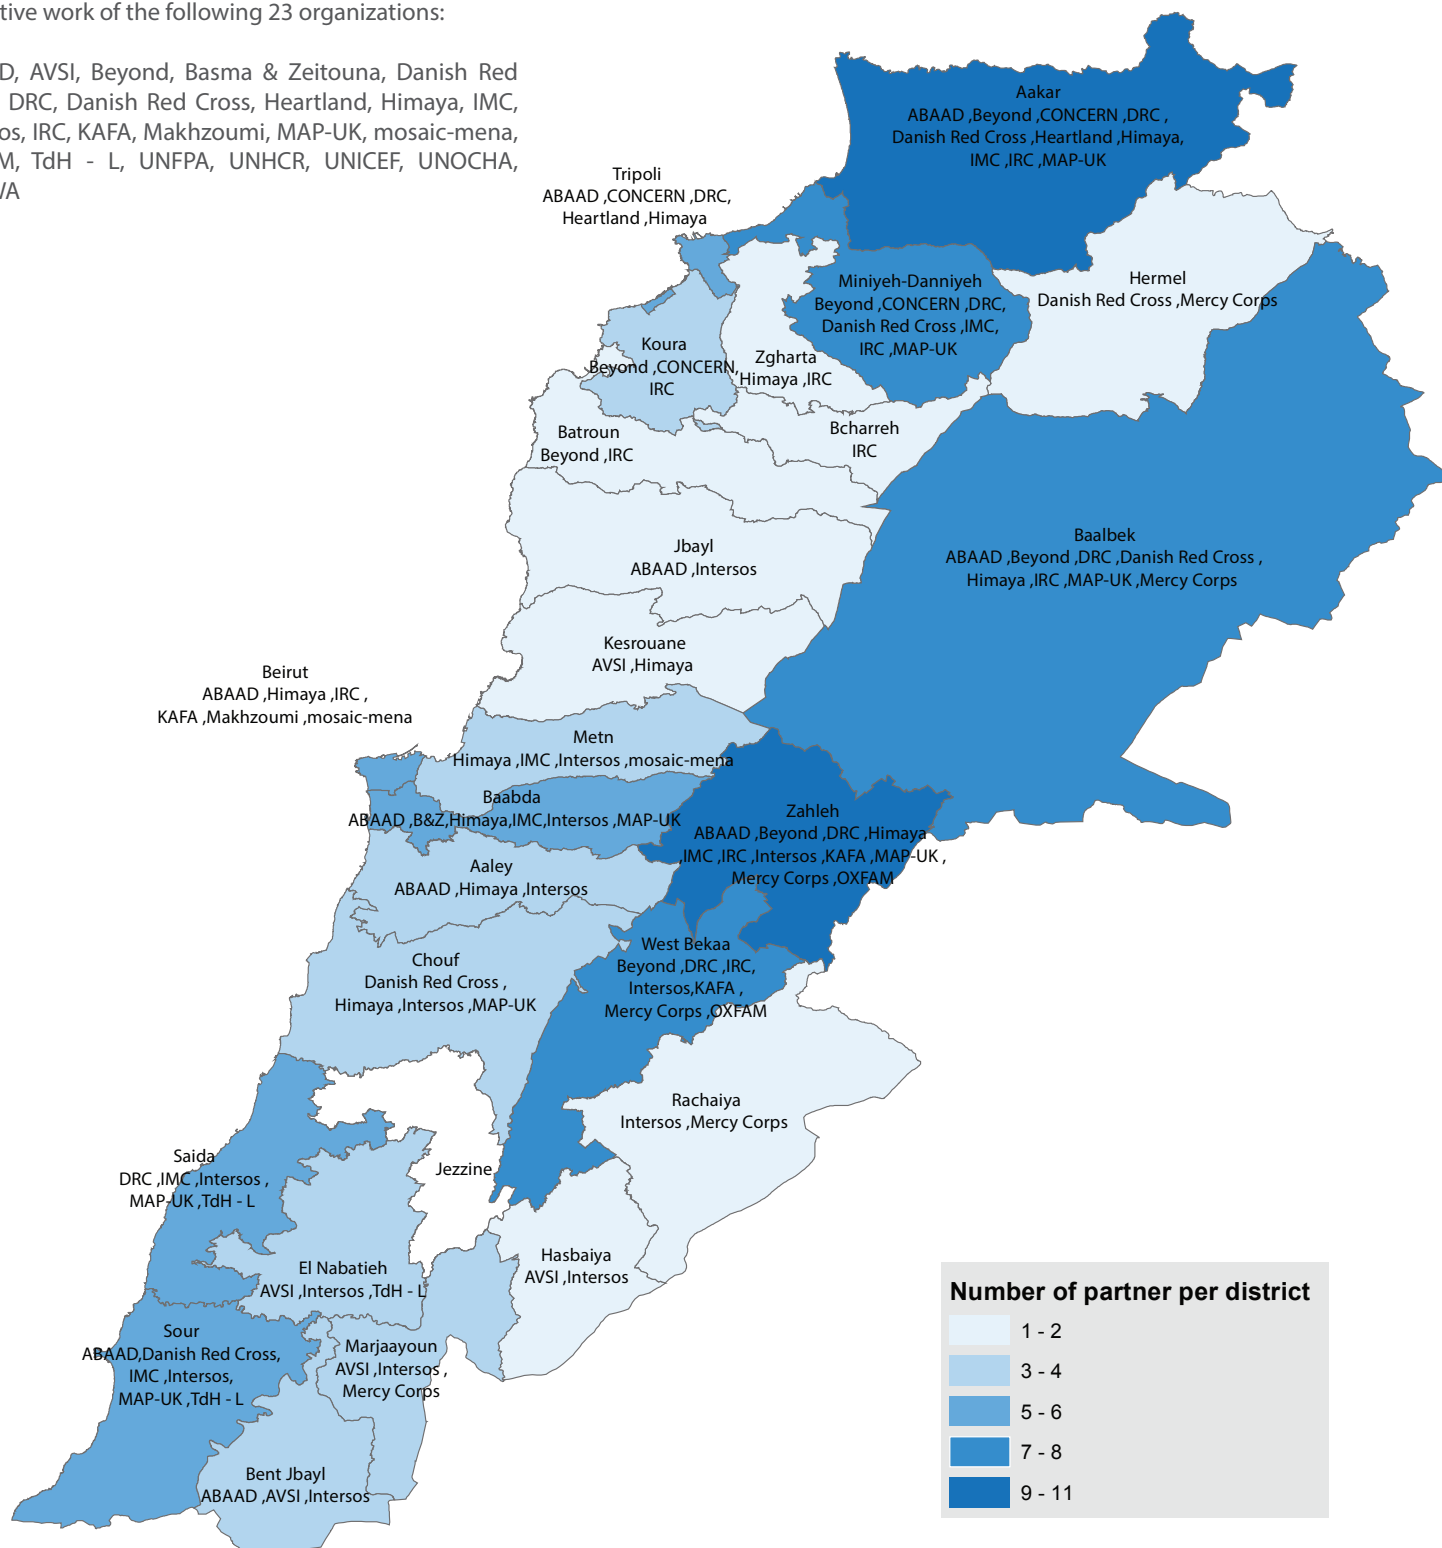 tive work of the following 23 organizations:
D, AVSI, Beyond, Basma & Zeitouna, Danish Red
DRC, Danish Red Cross, Heartland, Himaya, IMC,
os, IRC, KAFA, Makhzoumi, MAP-UK, mosaic-mena,
M, TdH - L, UNFPA, UNHCR, UNICEF, UNOCHA,
WA
Aakar
ABAAD ,Beyond ,CONCERN ,DRC ,
Danish Red Cross ,Heartland ,Himaya,
IMC ,IRC ,MAP-UK
Tripoli
ABAAD ,CONCERN ,DRC,
Heartland ,Himaya
Hermel
Danish Red Cross ,Mercy Corps
Miniyeh-Danniyeh
Beyond ,CONCERN ,DRC,
Danish Red Cross ,IMC,
IRC ,MAP-UK
Koura
Beyond ,CONCERN,
IRC
Zgharta
Himaya ,IRC
Bcharreh
IRC
Batroun
Beyond ,IRC
Jbayl
ABAAD ,Intersos
Baalbek
ABAAD ,Beyond ,DRC ,Danish Red Cross ,
Himaya ,IRC ,MAP-UK ,Mercy Corps
Kesrouane
AVSI ,Himaya
Beirut
ABAAD ,Himaya ,IRC ,
KAFA ,Makhzoumi ,mosaic-mena
Metn
Himaya ,IMC ,Intersos ,mosaic-mena
Baabda
ABAAD ,B&Z,Himaya,IMC,Intersos ,MAP-UK
Zahleh
ABAAD ,Beyond ,DRC ,Himaya
,IMC ,IRC ,Intersos ,KAFA ,MAP-UK ,
Mercy Corps ,OXFAM
Aaley
ABAAD ,Himaya ,Intersos
Chouf
Danish Red Cross ,
Himaya ,Intersos ,MAP-UK
West Bekaa
Beyond ,DRC ,IRC,
Intersos,KAFA ,
Mercy Corps ,OXFAM
Rachaiya
Intersos ,Mercy Corps
Saida
DRC ,IMC ,Intersos ,
MAP-UK ,TdH - L
Jezzine
Hasbaiya
AVSI ,Intersos
El Nabatieh
AVSI ,Intersos ,TdH - L
Sour
ABAAD,Danish Red Cross,
IMC ,Intersos,
MAP-UK ,TdH - L
Marjaayoun
AVSI ,Intersos ,
Mercy Corps
Bent Jbayl
ABAAD ,AVSI ,Intersos
Number of partner per district
1 - 2
3 - 4
5 - 6
7 - 8
9 - 11